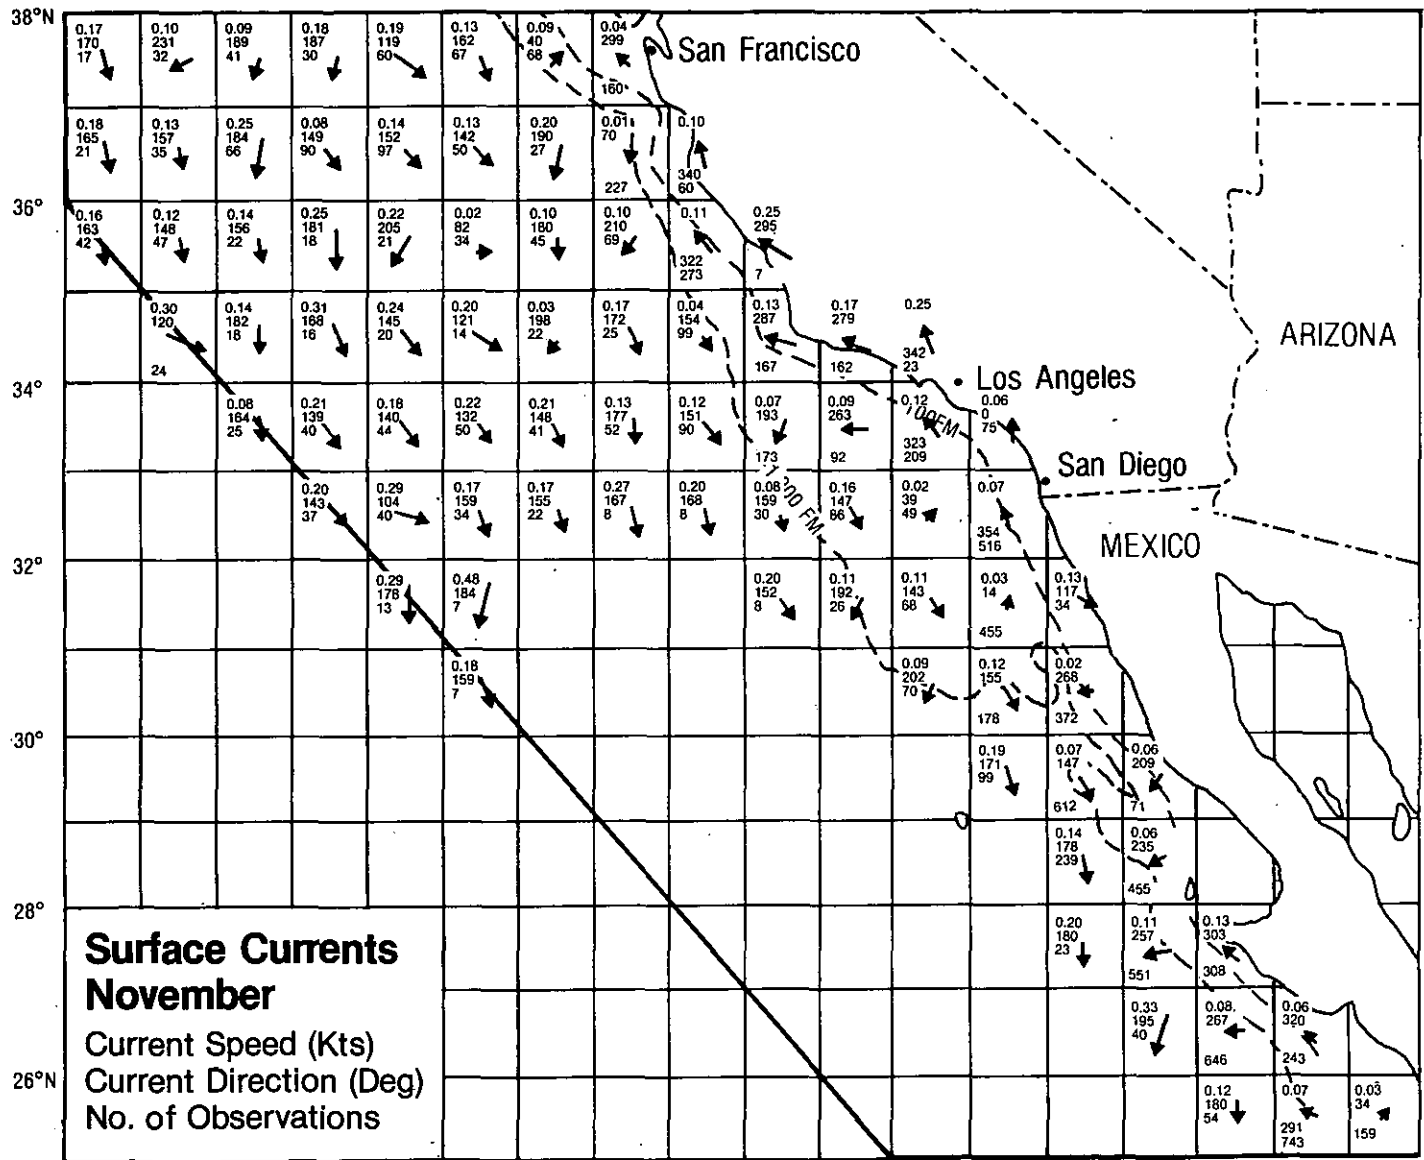 38°N
0.17 0.10 0.09 0.18 0.19 0.13 0.09 0.04
170 231 189 187 119 162 40 299
17 32 41 30 60 67 68
San Francisco
160
0.18 0.13 0.25 0.08 0.14 0.13 0.20 0.01 0.10
165 157 184 149 152 142 190 70
21 35 66 90 97 50 27
340
227 60
36°
0.16 0.12 0.14 0.25 0.22 0.02 0.10 0.10 0.11 0.25
163 148 156 181 205 82 180 210 295
42 47 22 18 21 34 45 69
322
273 7
0.30 0.14 0.31 0.24 0.20 0.03 0.17 0.04 0.13 0.17 0.25
120 182 168 145 121 198 172 154 287 279
18 16 20 14 22 25 99
342
24 167 162 23
ARIZONA
34°
Los Angeles
0.08 0.21 0.18 0.22 0.21 0.13 0.12 0.07 0.09 0.12 0.06
164 139 140 132 148 177 151 193 263 0
25 40 44 50 41 52 90 75
100FM
323
173 92 209
San Diego
0.20 0.29 0.17 0.17 0.27 0.20 0.08 0.16 0.02 0.07
143 104 159 155 167 168 159 147 39
37 40 34 22 8 8 30 86 49
FM
354
516
MEXICO
32°
0.29 0.48 0.20 0.11 0.11 0.03 0.13
178 184 152 192 143 14 117
13 7 8 26 68 34
455
0.18 0.09 0.12 0.02
159 202 155 268
7 70
178 372
30°
0.19 0.07 0.06
171 147 209
99
612 71
0.14 0.06
178 235
239
455
28°
Surface Currents
November
Current Speed (Kts)
Current Direction (Deg)
No. of Observations
0.20 0.11 0.13
180 257 303
23
551 308
0.33 0.08 0.06
195 267 320
40
646 243
26°N
0.12 0.07 0.03
180 34
54
291 159
743